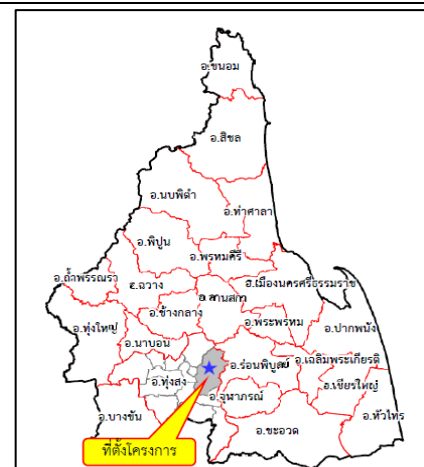 อ.ขนอม
อ.สิชล
อ.นบพิตำ
อ.ท่าศาลา
อ.พิปูน
อ.พรหมคีรี
อ.ถ้ำพรรณรา
อ.ฉวาง
อ.ลานสกา
อ.เมืองนครศรีธรรมราช
อ.ช้างกลาง
อ.ทุ่งใหญ่
อ.พระพรหม
อ.ปากพนัง
อ.นาบอน
อ.ร่อนพิบูลย์
อ.เฉลิมพระเกียรติ
อ.ทุ่งสง
อ.เชียรใหญ่
อ.จุฬาภรณ์
อ.บางขัน
อ.หัวไทร
อ.ชะอวด
ที่ตั้งโครงการ